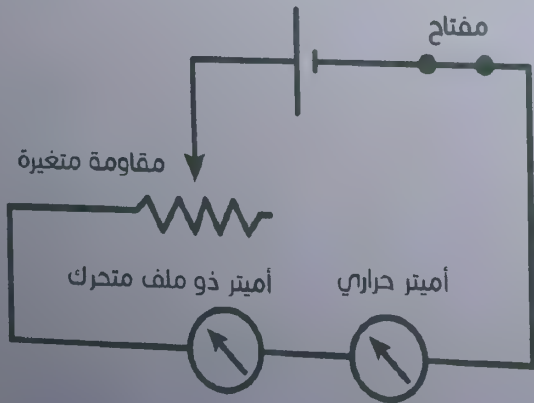 مفتاح
مقاومة متغيرة
أميتر حراري
أميتر ذو ملف متحرك